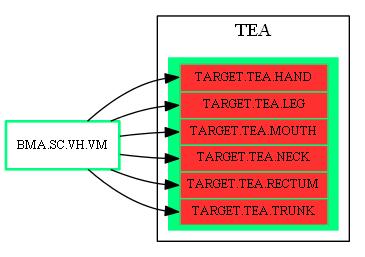 TEA
BMA.SC.VH.VM
TARGET.TEA.HAND
TARGET.TEA.LEG
TARGET.TEA.MOUTH
TARGET.TEA.NECK
TARGET.TEA.RECTUM
TARGET.TEA.TRUNK